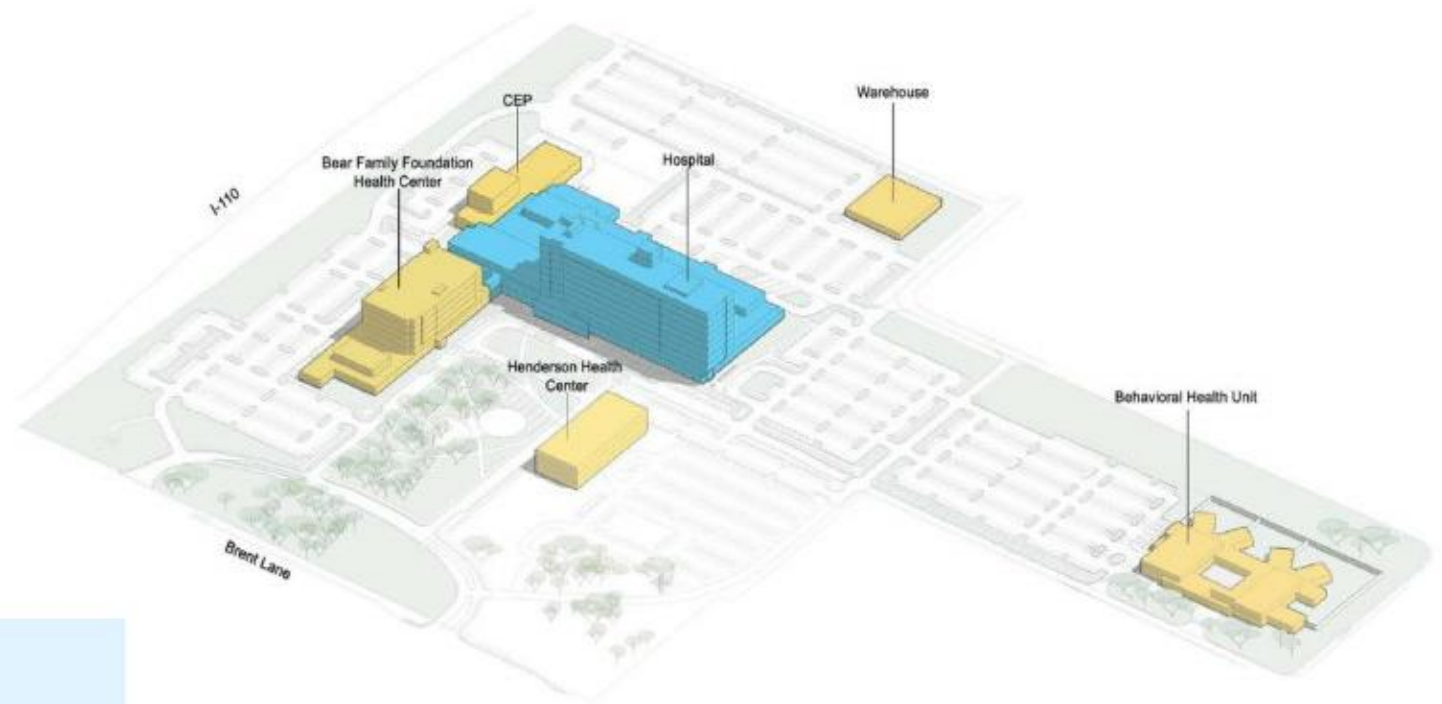 CEP
Warehouse
Bear Family Foundation
Health Center
Hospital
I-110
Henderson Health
Center
Behavioral Health Unit
Brent Lane